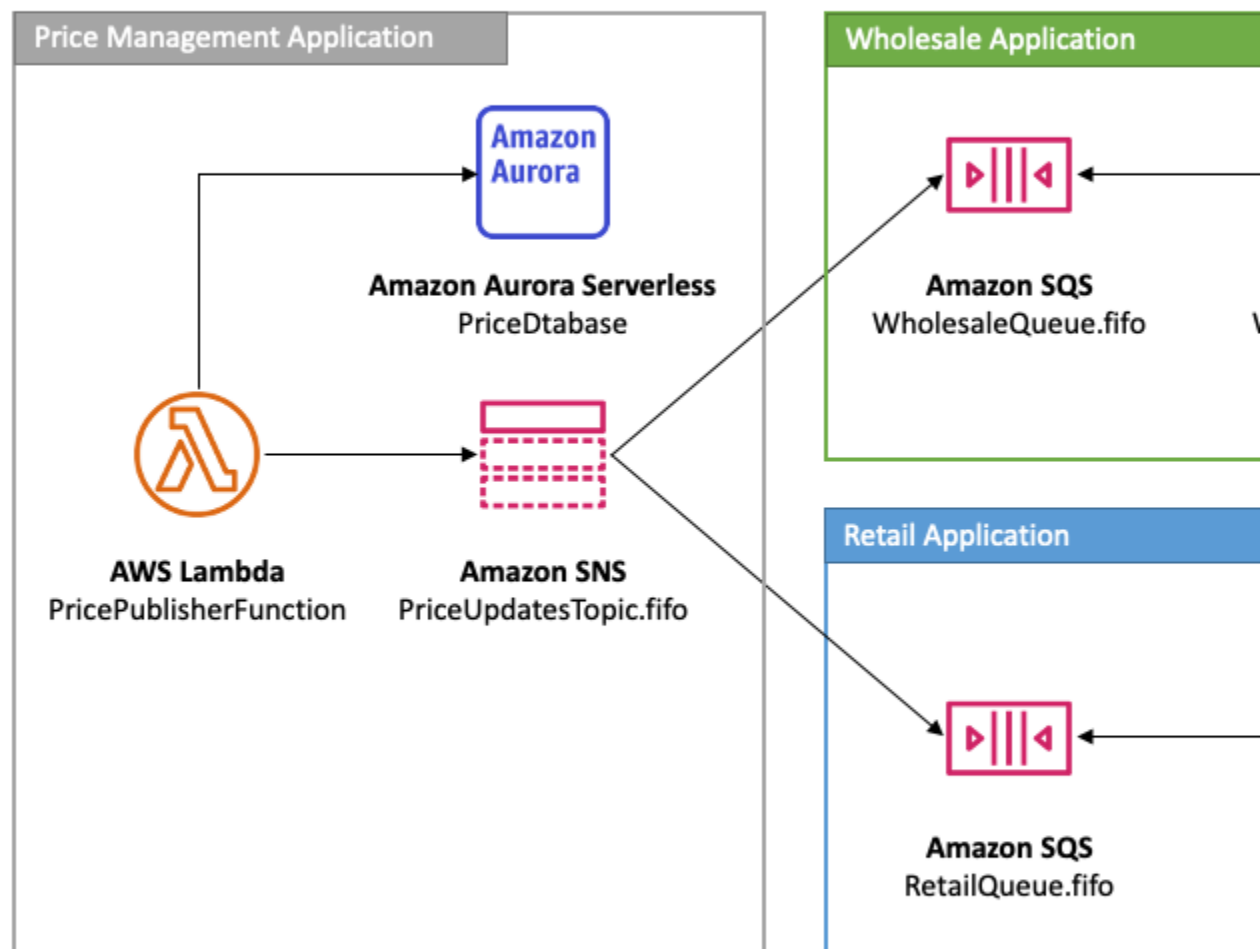 Price Management Application
Amazon
Aurora
Amazon Aurora Serverless
PriceDtabase
AWS Lambda
PricePublisherFunction
Amazon SNS
PriceUpdatesTopic.fifo
Wholesale Application
Amazon SQS
WholesaleQueue.fifo
Retail Application
Amazon SQS
RetailQueue.fifo